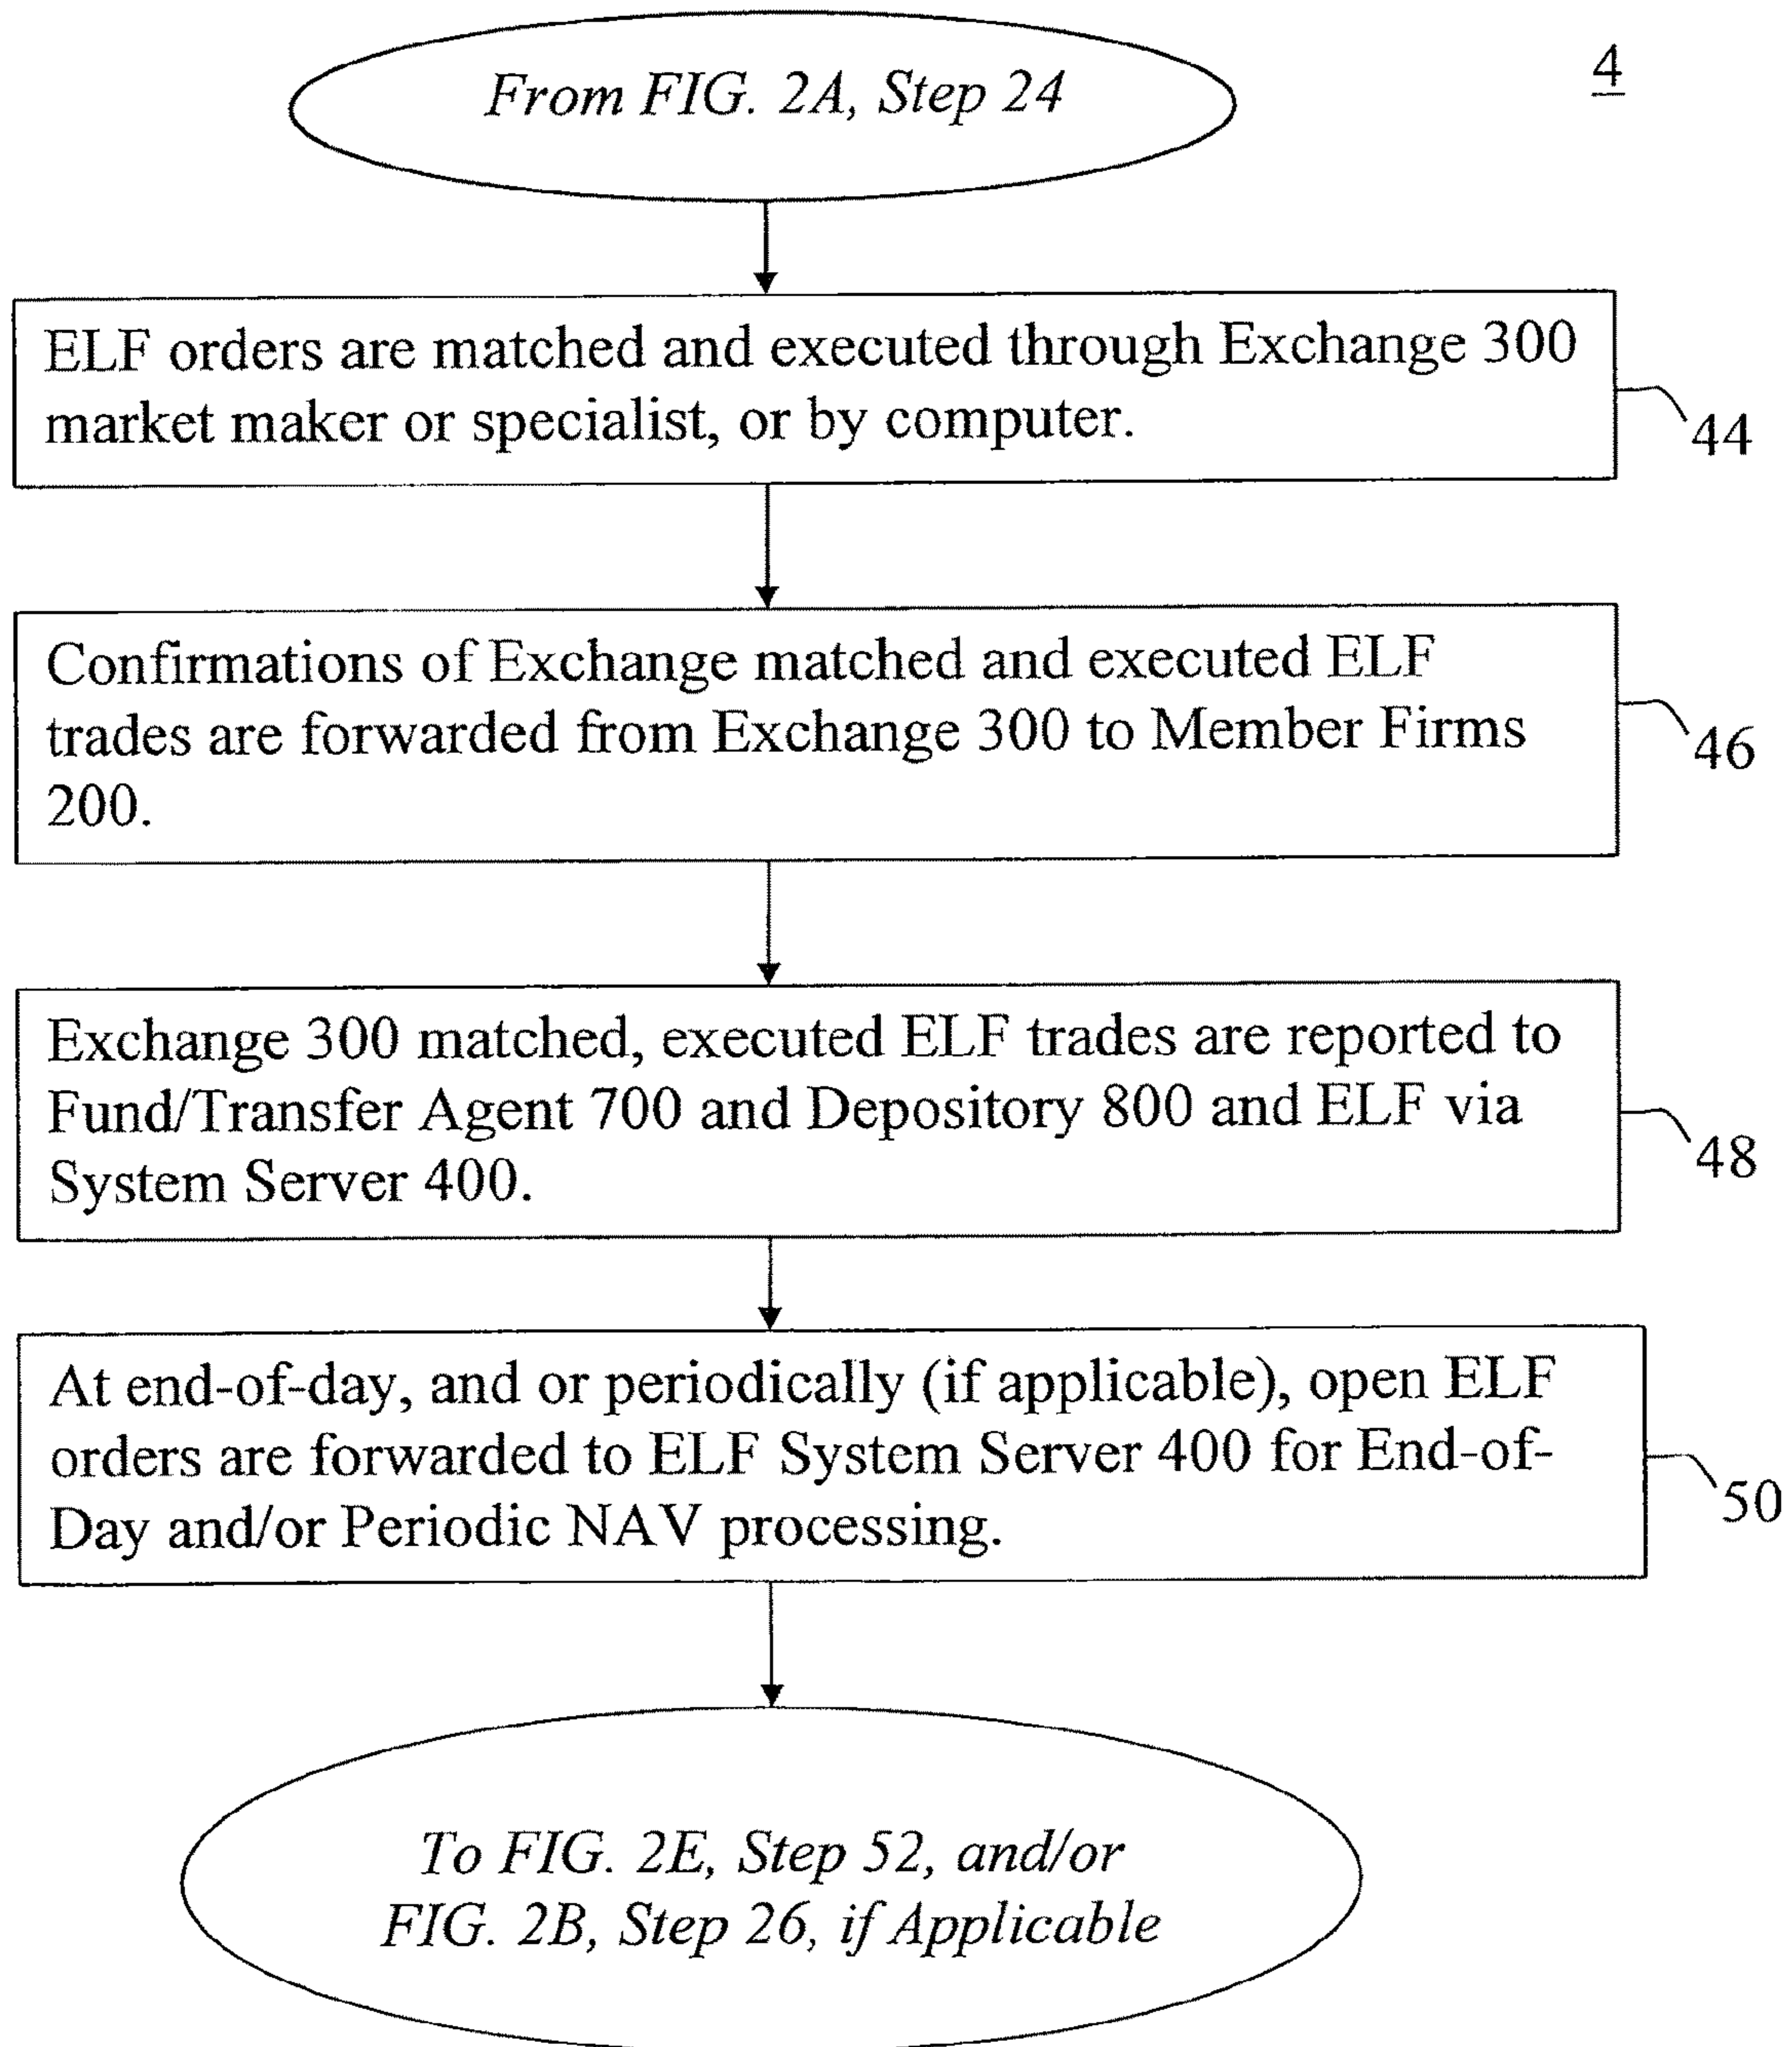 4
From FIG. 2A, Step 24
ELF orders are matched and executed through Exchange 300
market maker or specialist, or by computer.
44
Confirmations of Exchange matched and executed ELF
trades are forwarded from Exchange 300 to Member Firms
200.
46
Exchange 300 matched, executed ELF trades are reported to
Fund/Transfer Agent 700 and Depository 800 and ELF via
System Server 400.
48
At end-of-day, and or periodically (if applicable), open ELF
orders are forwarded to ELF System Server 400 for End-of-
Day and/or Periodic NAV processing.
50
To FIG. 2E, Step 52, and/or
FIG. 2B, Step 26, if Applicable